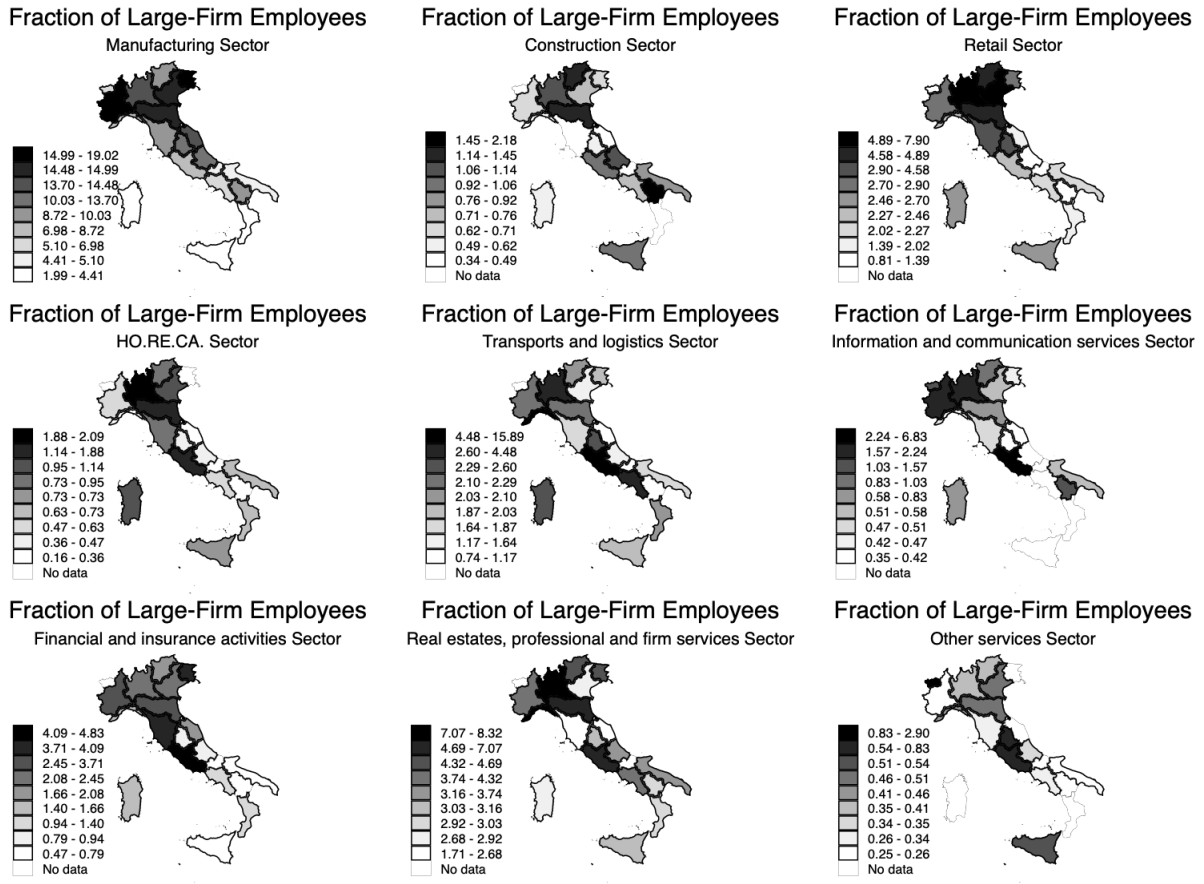 Fraction of Large-Firm Employees
Manufacturing Sector
14.99 - 19.02
14.48 - 14.99
13.70 - 14.48
10.03 - 13.70
8.72 - 10.03
6.98 - 8.72
5.10 - 6.98
4.41 - 5.10
1.99 - 4.41
Fraction of Large-Firm Employees
Construction Sector
1.45 - 2.18
1.14 - 1.45
1.06 - 1.14
0.92 - 1.06
0.76 - 0.92
0.71 - 0.76
0.62 - 0.71
0.49 - 0.62
0.34 - 0.49
No data
Fraction of Large-Firm Employees
Retail Sector
4.89 - 7.90
4.58 - 4.89
2.90 - 4.58
2.70 - 2.90
2.46 - 2.70
2.27 - 2.46
2.02 - 2.27
1.39 - 2.02
0.81 - 1.39
No data
Fraction of Large-Firm Employees
HO.RE.CA. Sector
1.88 - 2.09
1.14 - 1.88
0.95 - 1.14
0.73 - 0.95
0.73 - 0.73
0.63 - 0.73
0.47 - 0.63
0.36 - 0.47
0.16 - 0.36
No data
Fraction of Large-Firm Employees
Transports and logistics Sector
4.48 - 15.89
2.60 - 4.48
2.29 - 2.60
2.10 - 2.29
2.03 - 2.10
1.87 - 2.03
1.64 - 1.87
1.17 - 1.64
0.74 - 1.17
No data
Fraction of Large-Firm Employees
Information and communication services Sector
2.24 - 6.83
1.57 - 2.24
1.03 - 1.57
0.83 - 1.03
0.58 - 0.83
0.51 - 0.58
0.47 - 0.51
0.42 - 0.47
0.35 - 0.42
No data
Fraction of Large-Firm Employees
Financial and insurance activities Sector
4.09 - 4.83
3.71 - 4.09
2.45 - 3.71
2.08 - 2.45
1.66 - 2.08
1.40 - 1.66
0.94 - 1.40
0.79 - 0.94
0.47 - 0.79
No data
Fraction of Large-Firm Employees
Real estates, professional and firm services Sector
7.07 - 8.32
4.69 - 7.07
4.32 - 4.69
3.74 - 4.32
3.16 - 3.74
3.03 - 3.16
2.92 - 3.03
2.68 - 2.92
1.71 - 2.68
No data
Fraction of Large-Firm Employees
Other services Sector
0.83 - 2.90
0.54 - 0.83
0.51 - 0.54
0.46 - 0.51
0.41 - 0.46
0.35 - 0.41
0.34 - 0.35
0.26 - 0.34
0.25 - 0.26
No data